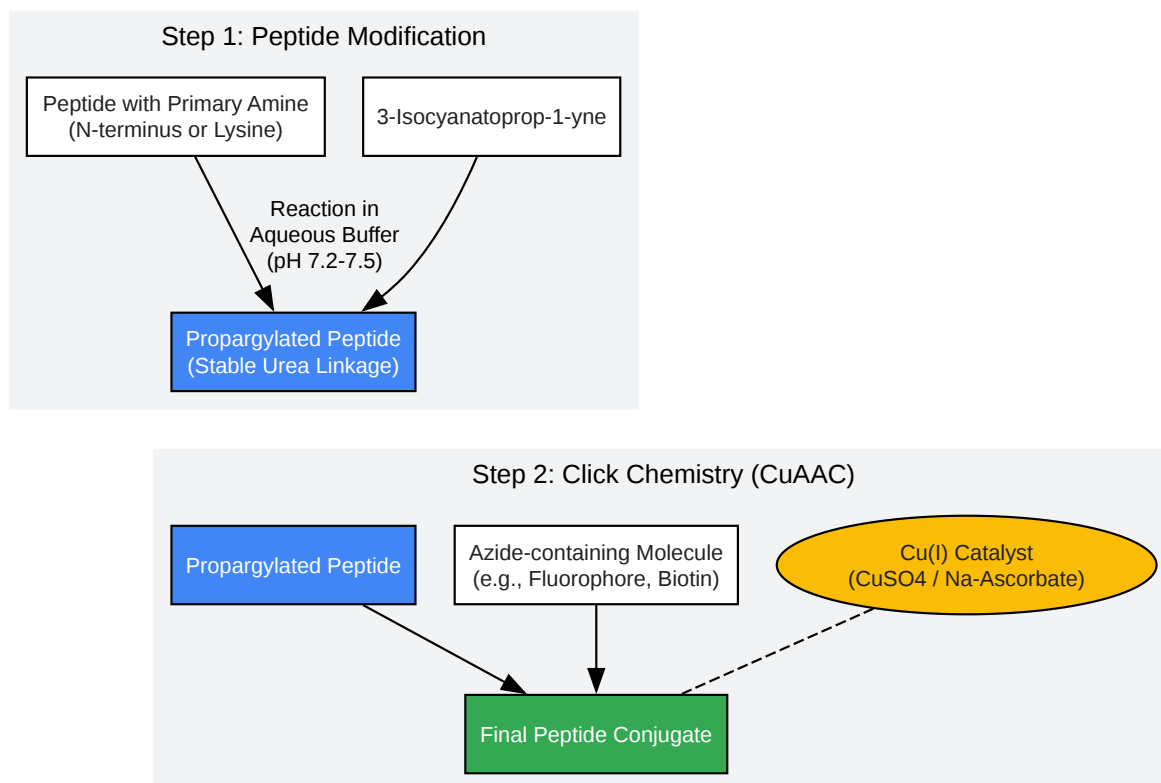 Step 1: Peptide Modification
Peptide with Primary Amine
(N-terminus or Lysine)
3-Isocyanatoprop-1-yne
Reaction in
Aqueous Buffer
(pH 7.2-7.5)
Propargylated Peptide
(Stable Urea Linkage)
Step 2: Click Chemistry (CuAAC)
Propargylated Peptide
Azide-containing Molecule
(e.g., Fluorophore, Biotin)
Cu(I) Catalyst
(CuSO4 / Na-Ascorbate)
Final Peptide Conjugate